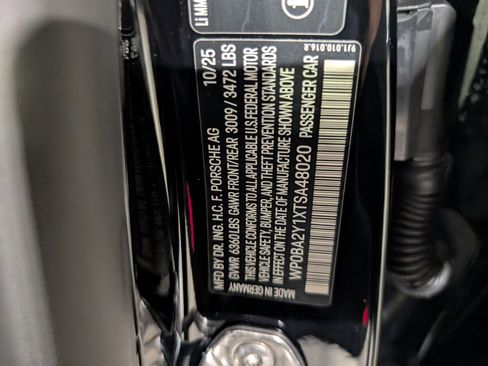 MFD BY DR. ING. H.C. F. PORSCHE AG 10/25
GVWR 6360 LBS GAWR FRONT/REAR 3009 / 3472 LBS
THIS VEHICLE CONFORMS TO ALL APPLICABLE U.S. FEDERAL MOTOR
VEHICLE SAFETY, BUMPER, AND THEFT PREVENTION STANDARDS
IN EFFECT ON THE DATE OF MANUFACTURE SHOWN ABOVE
WP0BA2Y1XTSA48020 PASSENGER CAR
MADE IN GERMANY
9J1.010.016.R